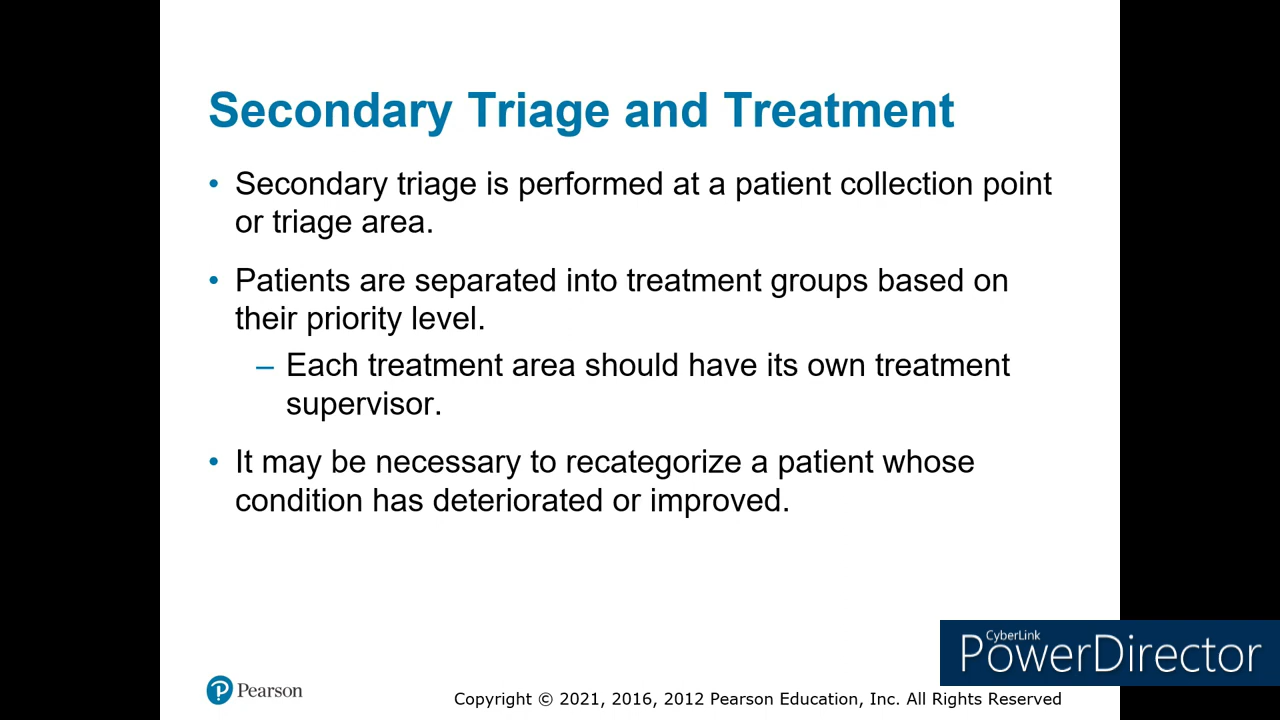 Secondary Triage and Treatment
• Secondary triage is performed at a patient collection point
or triage area.
• Patients are separated into treatment groups based on
their priority level.
– Each treatment area should have its own treatment
supervisor.
• It may be necessary to recategorize a patient whose
condition has deteriorated or improved.
CyberLink
PowerDirector
Pearson
Copyright © 2021, 2016, 2012 Pearson Education, Inc. All Rights Reserved